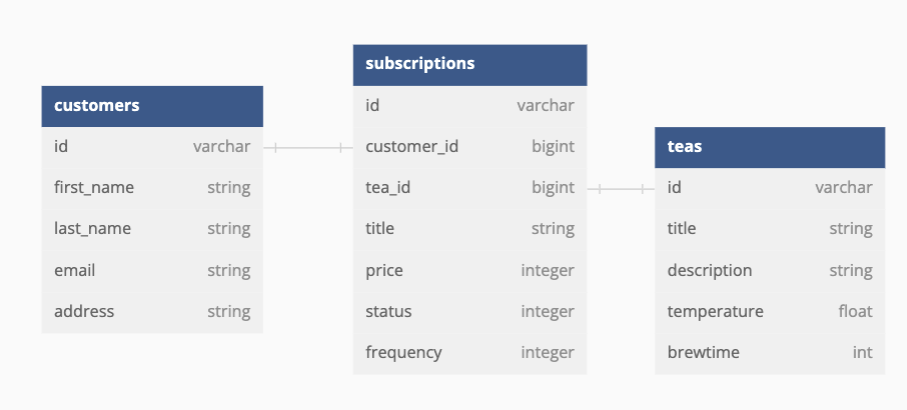 customers
id varchar
first_name string
last_name string
email string
address string
subscriptions
id varchar
customer_id bigint
tea_id bigint
title string
price integer
status integer
frequency integer
teas
id varchar
title string
description string
temperature float
brewtime int